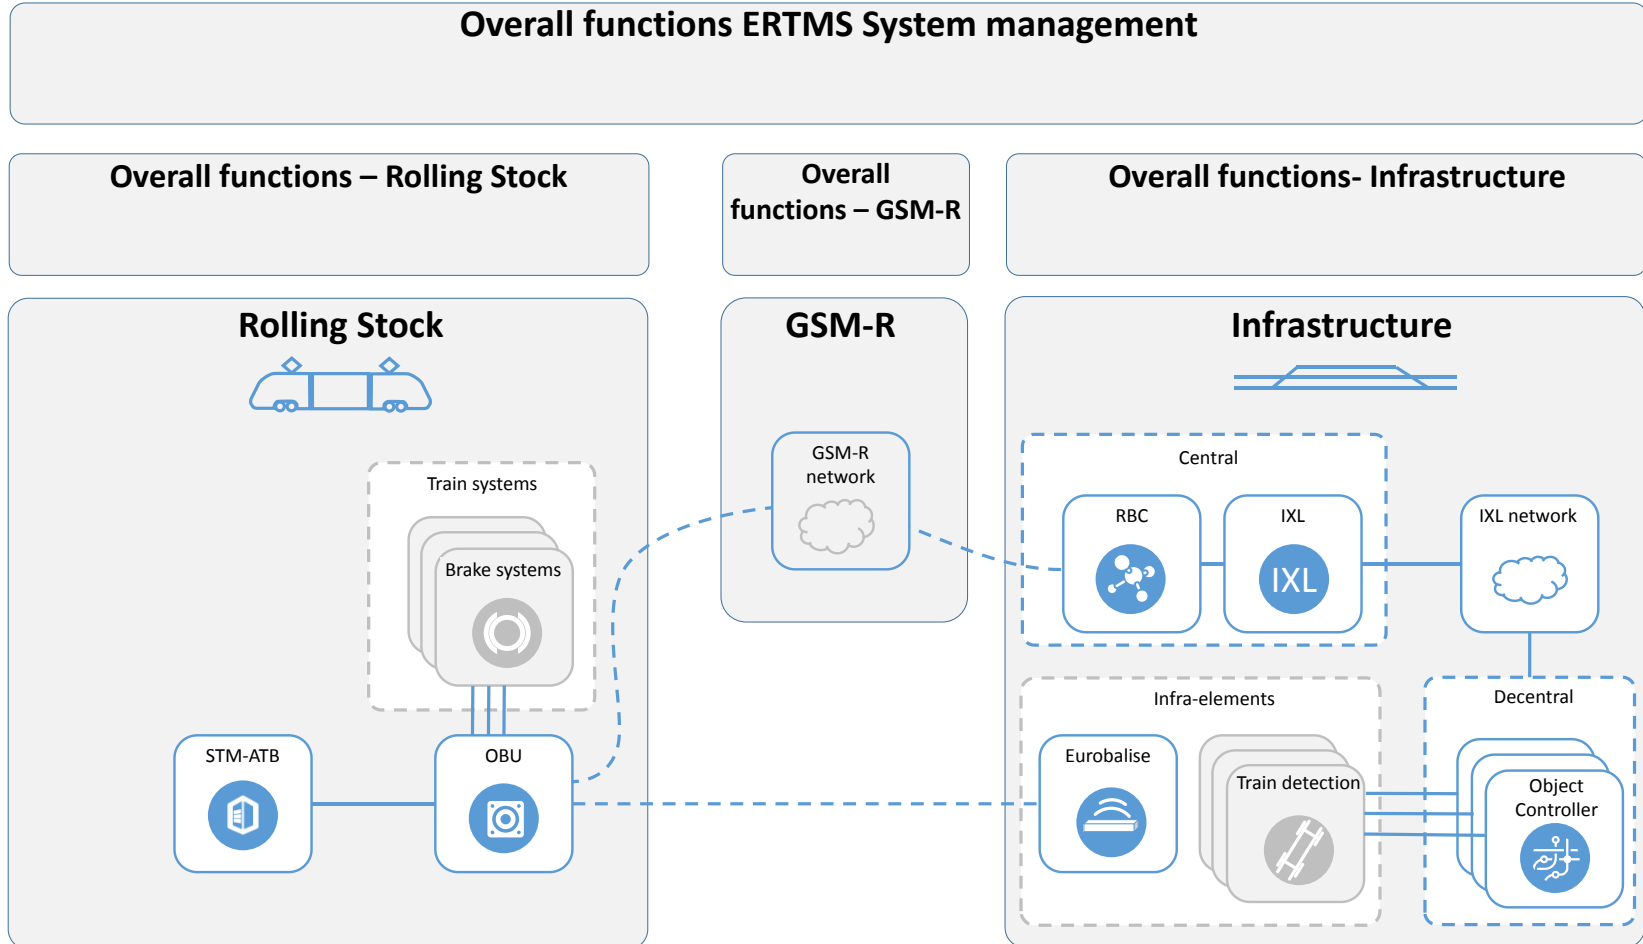 Overall functions ERTMS System management
Overall functions – Rolling Stock
Overall
functions – GSM-R
Overall functions- Infrastructure
Rolling Stock
GSM-R
Infrastructure
Train systems
Brake systems
STM-ATB
OBU
GSM-R
network
Central
RBC
IXL
IXL
IXL network
Infra-elements
Eurobalise
Train detection
Decentral
Object
Controller